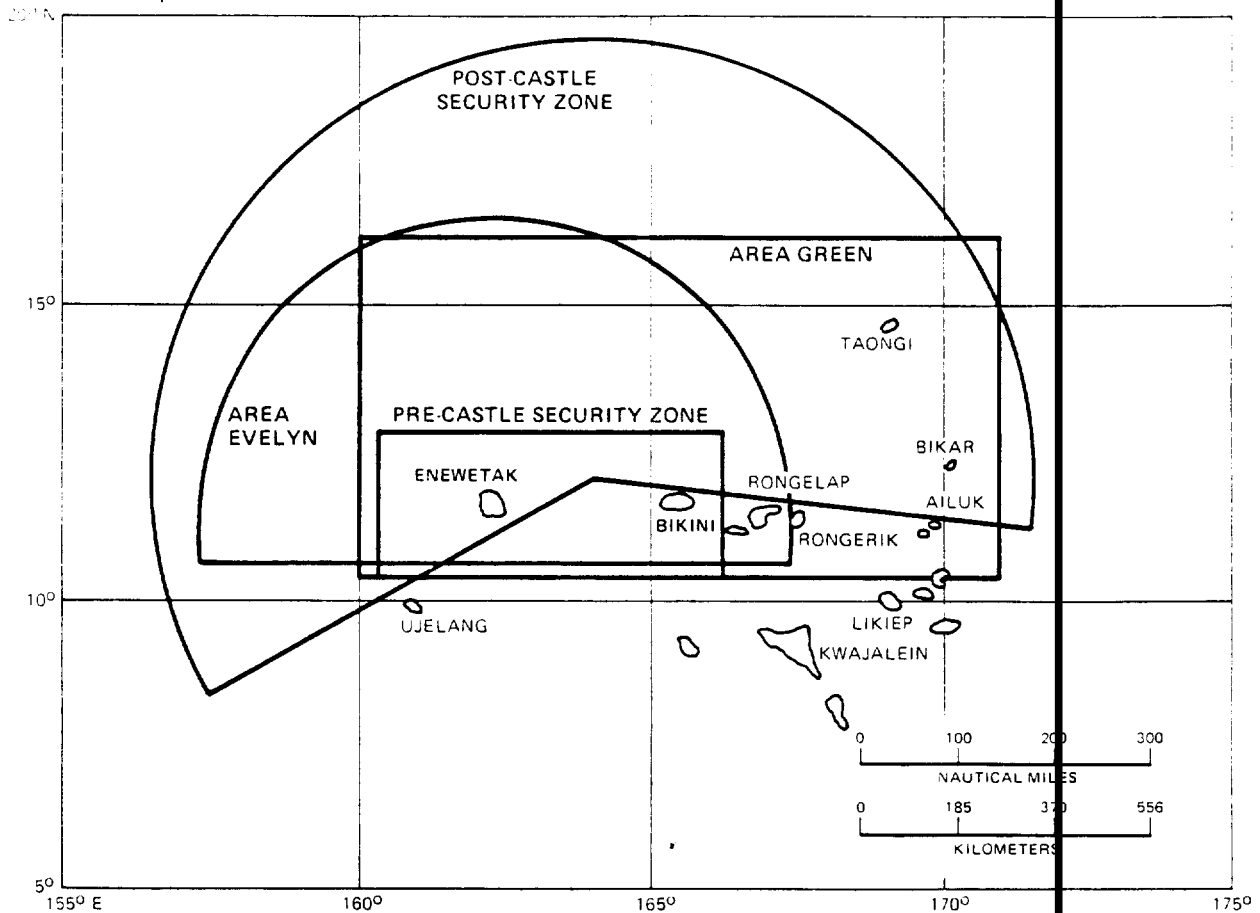 POST-CASTLE
SECURITY ZONE
AREA GREEN
15°
TAONGI
AREA
EVELYN
PRE-CASTLE SECURITY ZONE
BIKAR
ENEWETAK
RONGELAP
AILUK
BIKINI
RONGERIK
10°
UJELANG
LIKIEP
KWAJALEIN
0 100 200 300
NAUTICAL MILES
0 185 370 556
KILOMETERS
5°
155° E 160° 165° 170° 175°